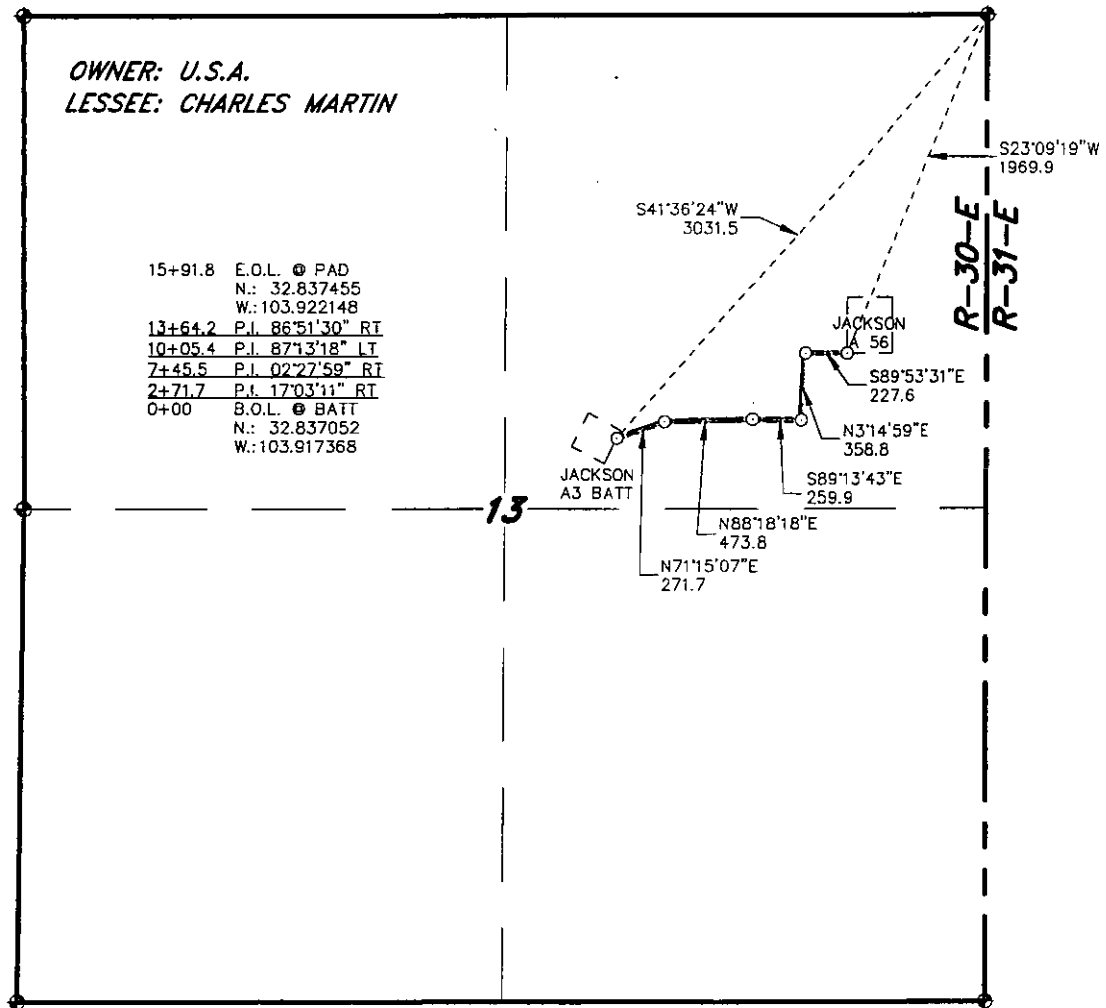 OWNER: U.S.A.
LESSEE: CHARLES MARTIN
S23°09'19"W
1969.9
S41°36'24"W
3031.5
R-30-E
R-31-E
15+91.8 E.O.L. @ PAD
N.: 32.837455
W.:103.922148
13+64.2 P.I. 86°51'30" RT
10+05.4 P.I. 87°13'18" LT
7+45.5 P.I. 02°27'59" RT
2+71.7 P.I. 17°03'11" RT
0+00 B.O.L. @ BATT
N.: 32.837052
W.:103.917368
JACKSON
A 56
S89°53'31"E
227.6
N3°14'59"E
358.8
JACKSON
A3 BATT
S89°13'43"E
259.9
13
N88°18'18"E
473.8
N71°15'07"E
271.7